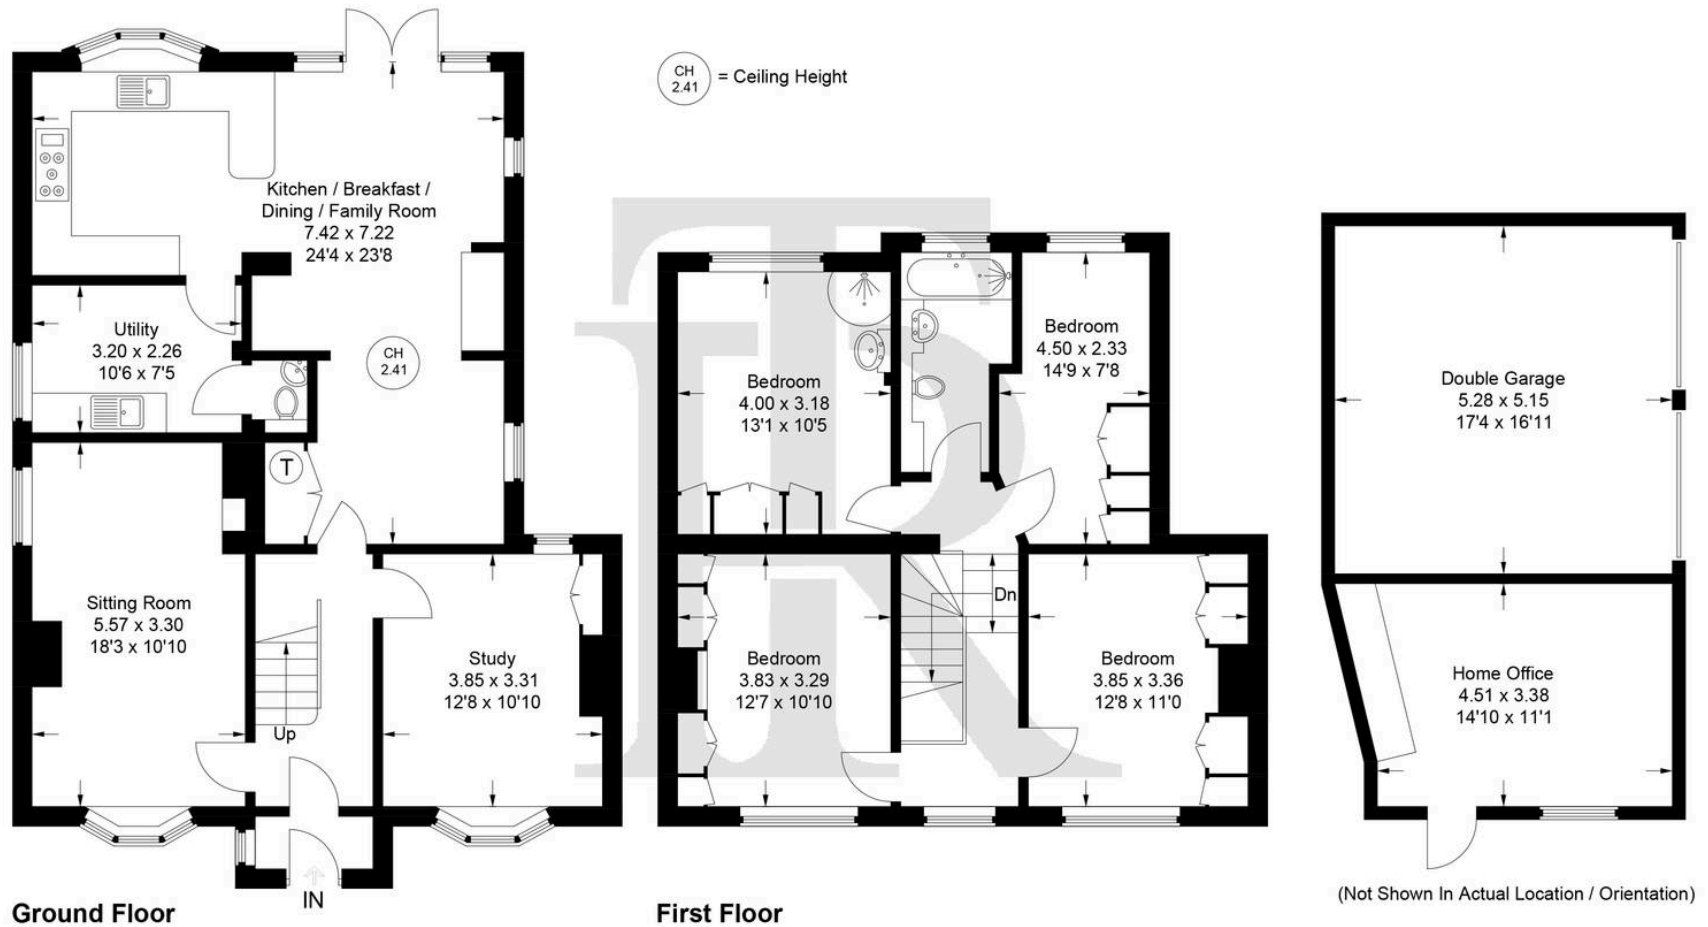 CH
2.41
= Ceiling Height
Kitchen / Breakfast /
Dining / Family Room
7.42 x 7.22
24'4 x 23'8
Utility
3.20 x 2.26
10'6 x 7'5
CH
2.41
T
Sitting Room
5.57 x 3.30
18'3 x 10'10
Up
Study
3.85 x 3.31
12'8 x 10'10
IN
Ground Floor
Bedroom
4.00 x 3.18
13'1 x 10'5
Bedroom
4.50 x 2.33
14'9 x 7'8
Dn
Bedroom
3.83 x 3.29
12'7 x 10'10
Bedroom
3.85 x 3.36
12'8 x 11'0
First Floor
Double Garage
5.28 x 5.15
17'4 x 16'11
Home Office
4.51 x 3.38
14'10 x 11'1
(Not Shown In Actual Location / Orientation)